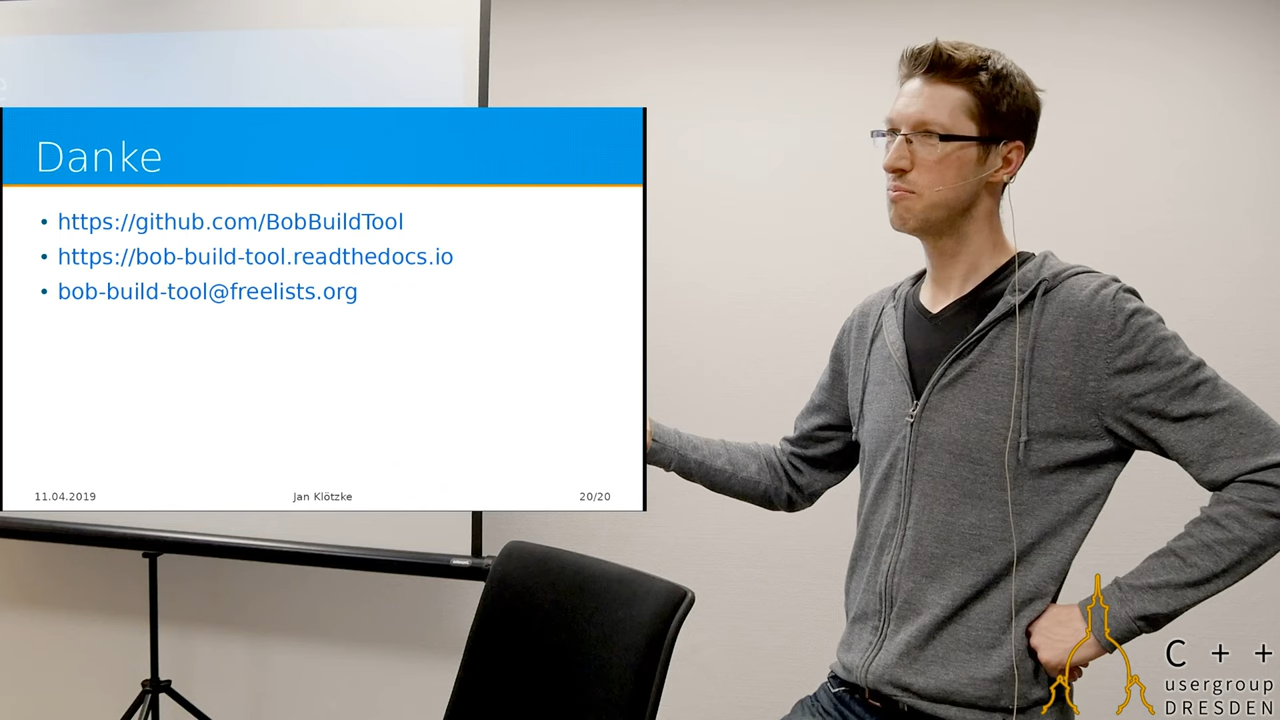 Danke
• https://github.com/BobBuildTool
• https://bob-build-tool.readthedocs.io
• bob-build-tool@freelists.org
11.04.2019 Jan Klötzke 20/20
C++
usergroup
DRESDEN